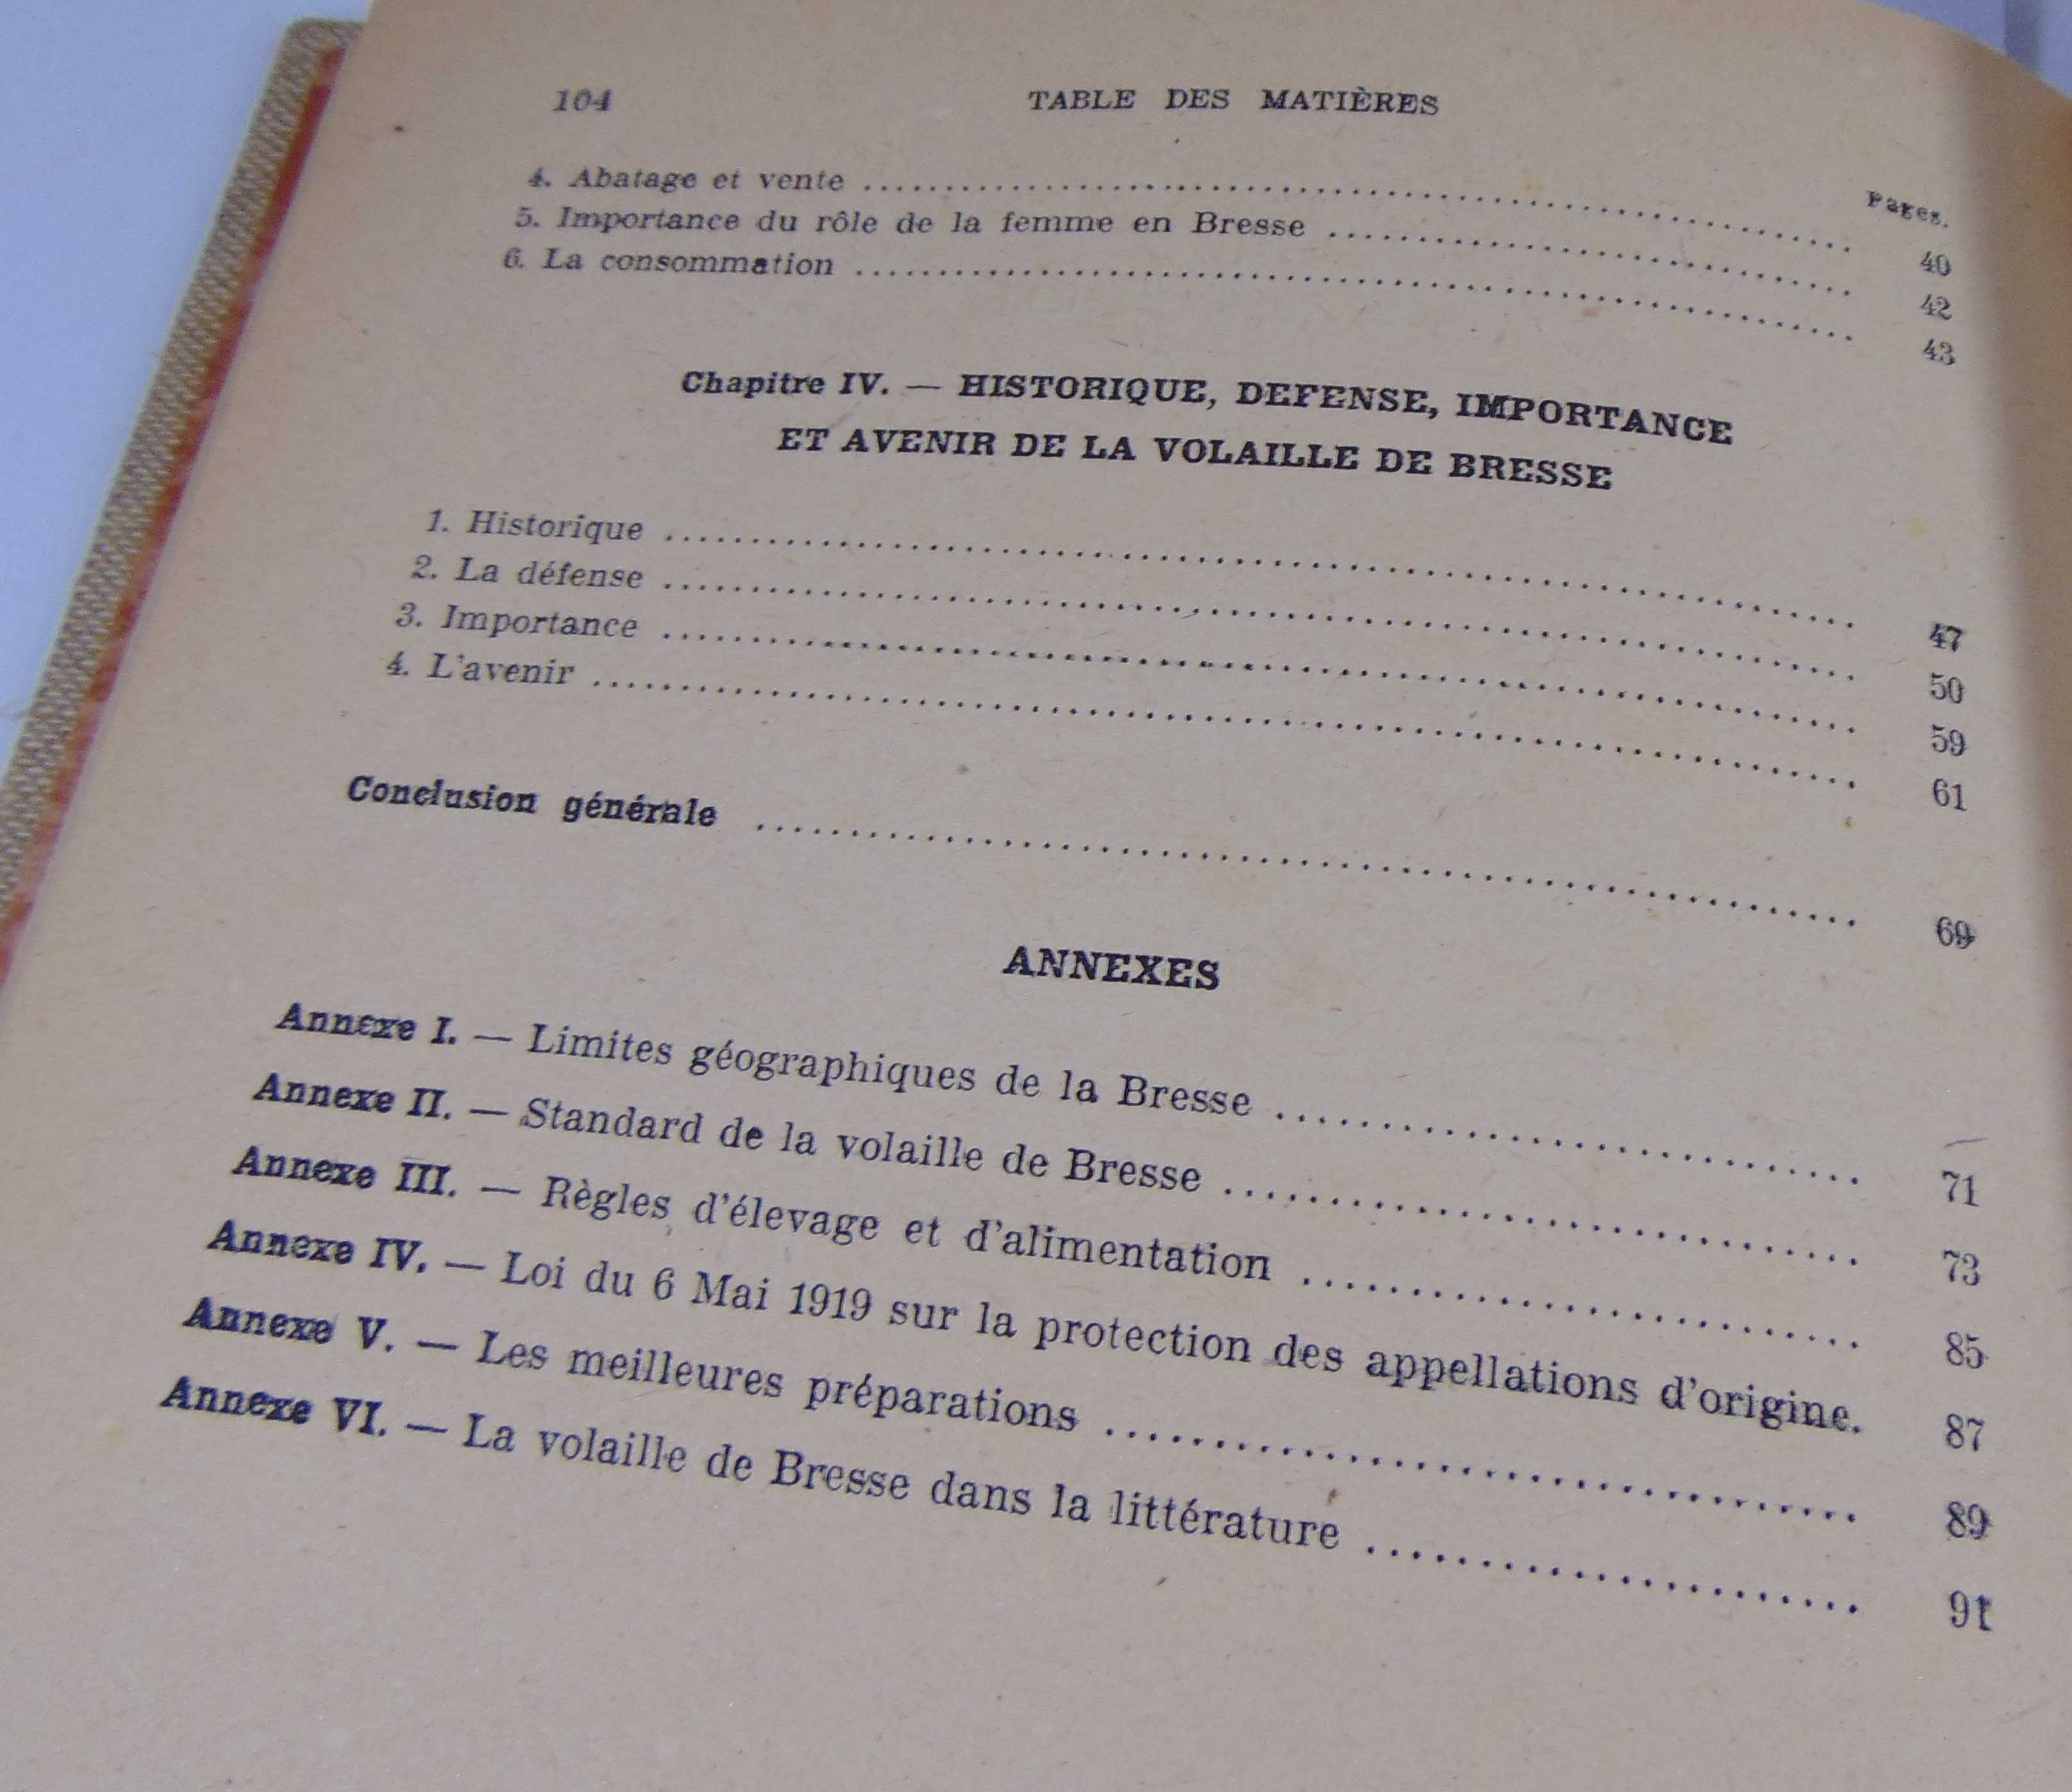 104 TABLE DES MATIÈRES
Pages.
4. Abatage et vente ........................................ 40
5. Importance du rôle de la femme en Bresse ........................ 42
6. La consommation ........................................ 43
Chapitre IV. — HISTORIQUE, DEFENSE, IMPORTANCE
ET AVENIR DE LA VOLAILLE DE BRESSE
1. Historique ........................................ 47
2. La défense ........................................ 50
3. Importance ........................................ 59
4. L'avenir ........................................ 61
Conclusion générale ........................................ 69
ANNEXES
Annexe I. — Limites géographiques de la Bresse ........................ 71
Annexe II. — Standard de la volaille de Bresse ........................ 73
Annexe III. — Règles d'élevage et d'alimentation ........................ 85
Annexe IV. — Loi du 6 Mai 1919 sur la protection des appellations d'origine. 87
Annexe V. — Les meilleures préparations ........................ 89
Annexe VI. — La volaille de Bresse dans la littérature .................... 91